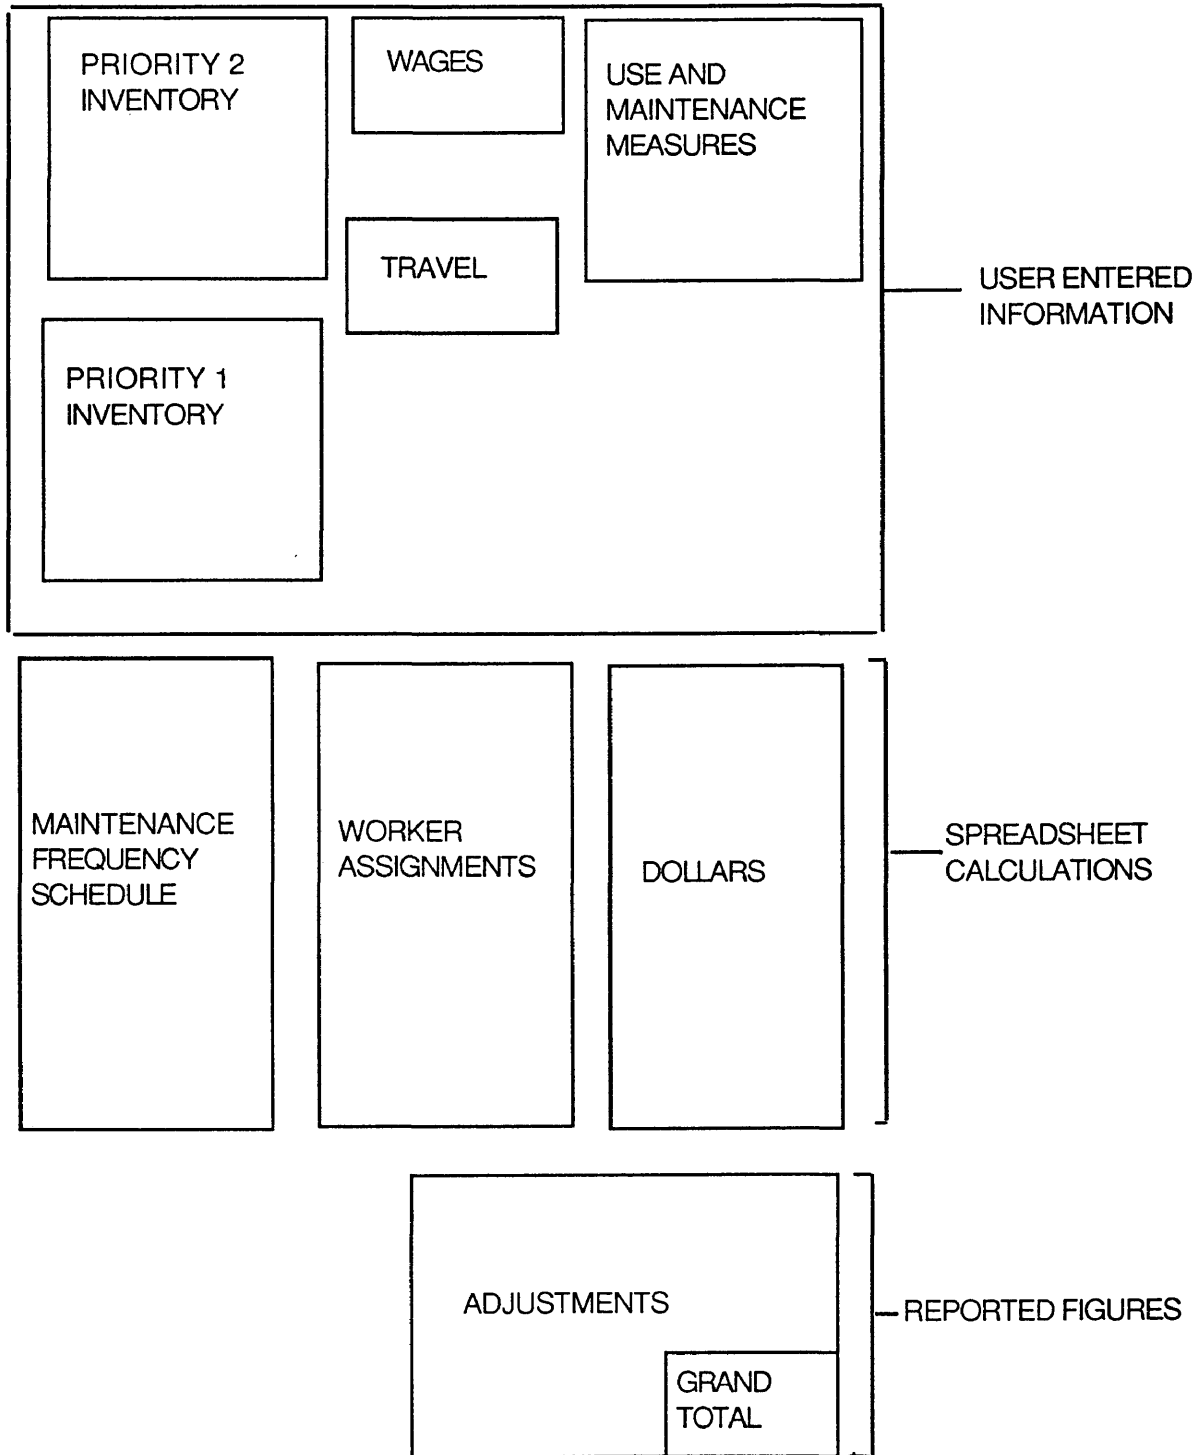 PRIORITY 2
INVENTORY
WAGES
USE AND
MAINTENANCE
MEASURES
TRAVEL
USER ENTERED
INFORMATION
PRIORITY 1
INVENTORY
MAINTENANCE
FREQUENCY
SCHEDULE
WORKER
ASSIGNMENTS
DOLLARS
SPREADSHEET
CALCULATIONS
ADJUSTMENTS
GRAND
TOTAL
REPORTED FIGURES